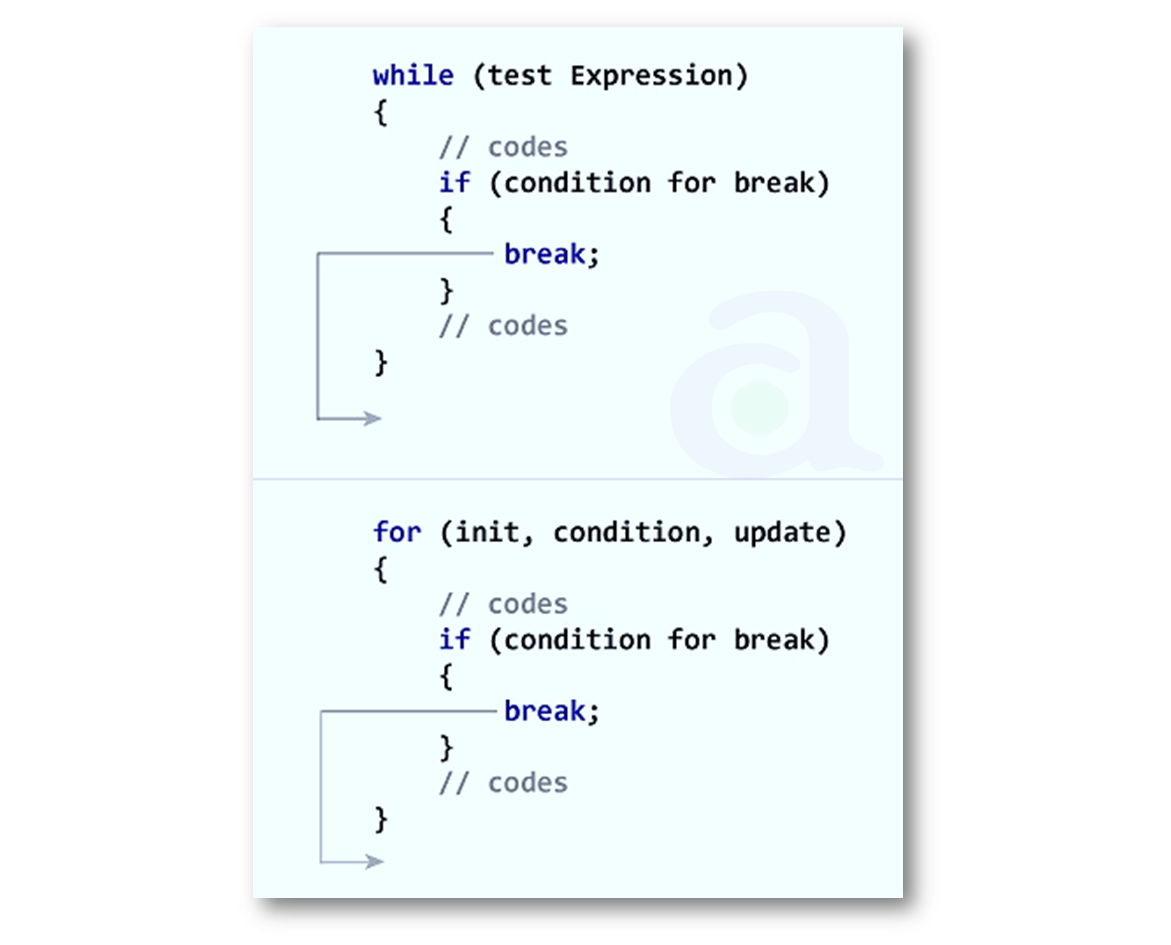 while (test Expression)
{
// codes
if (condition for break)
{
break;
}
// codes
}
for (init, condition, update)
{
// codes
if (condition for break)
{
break;
}
// codes
}